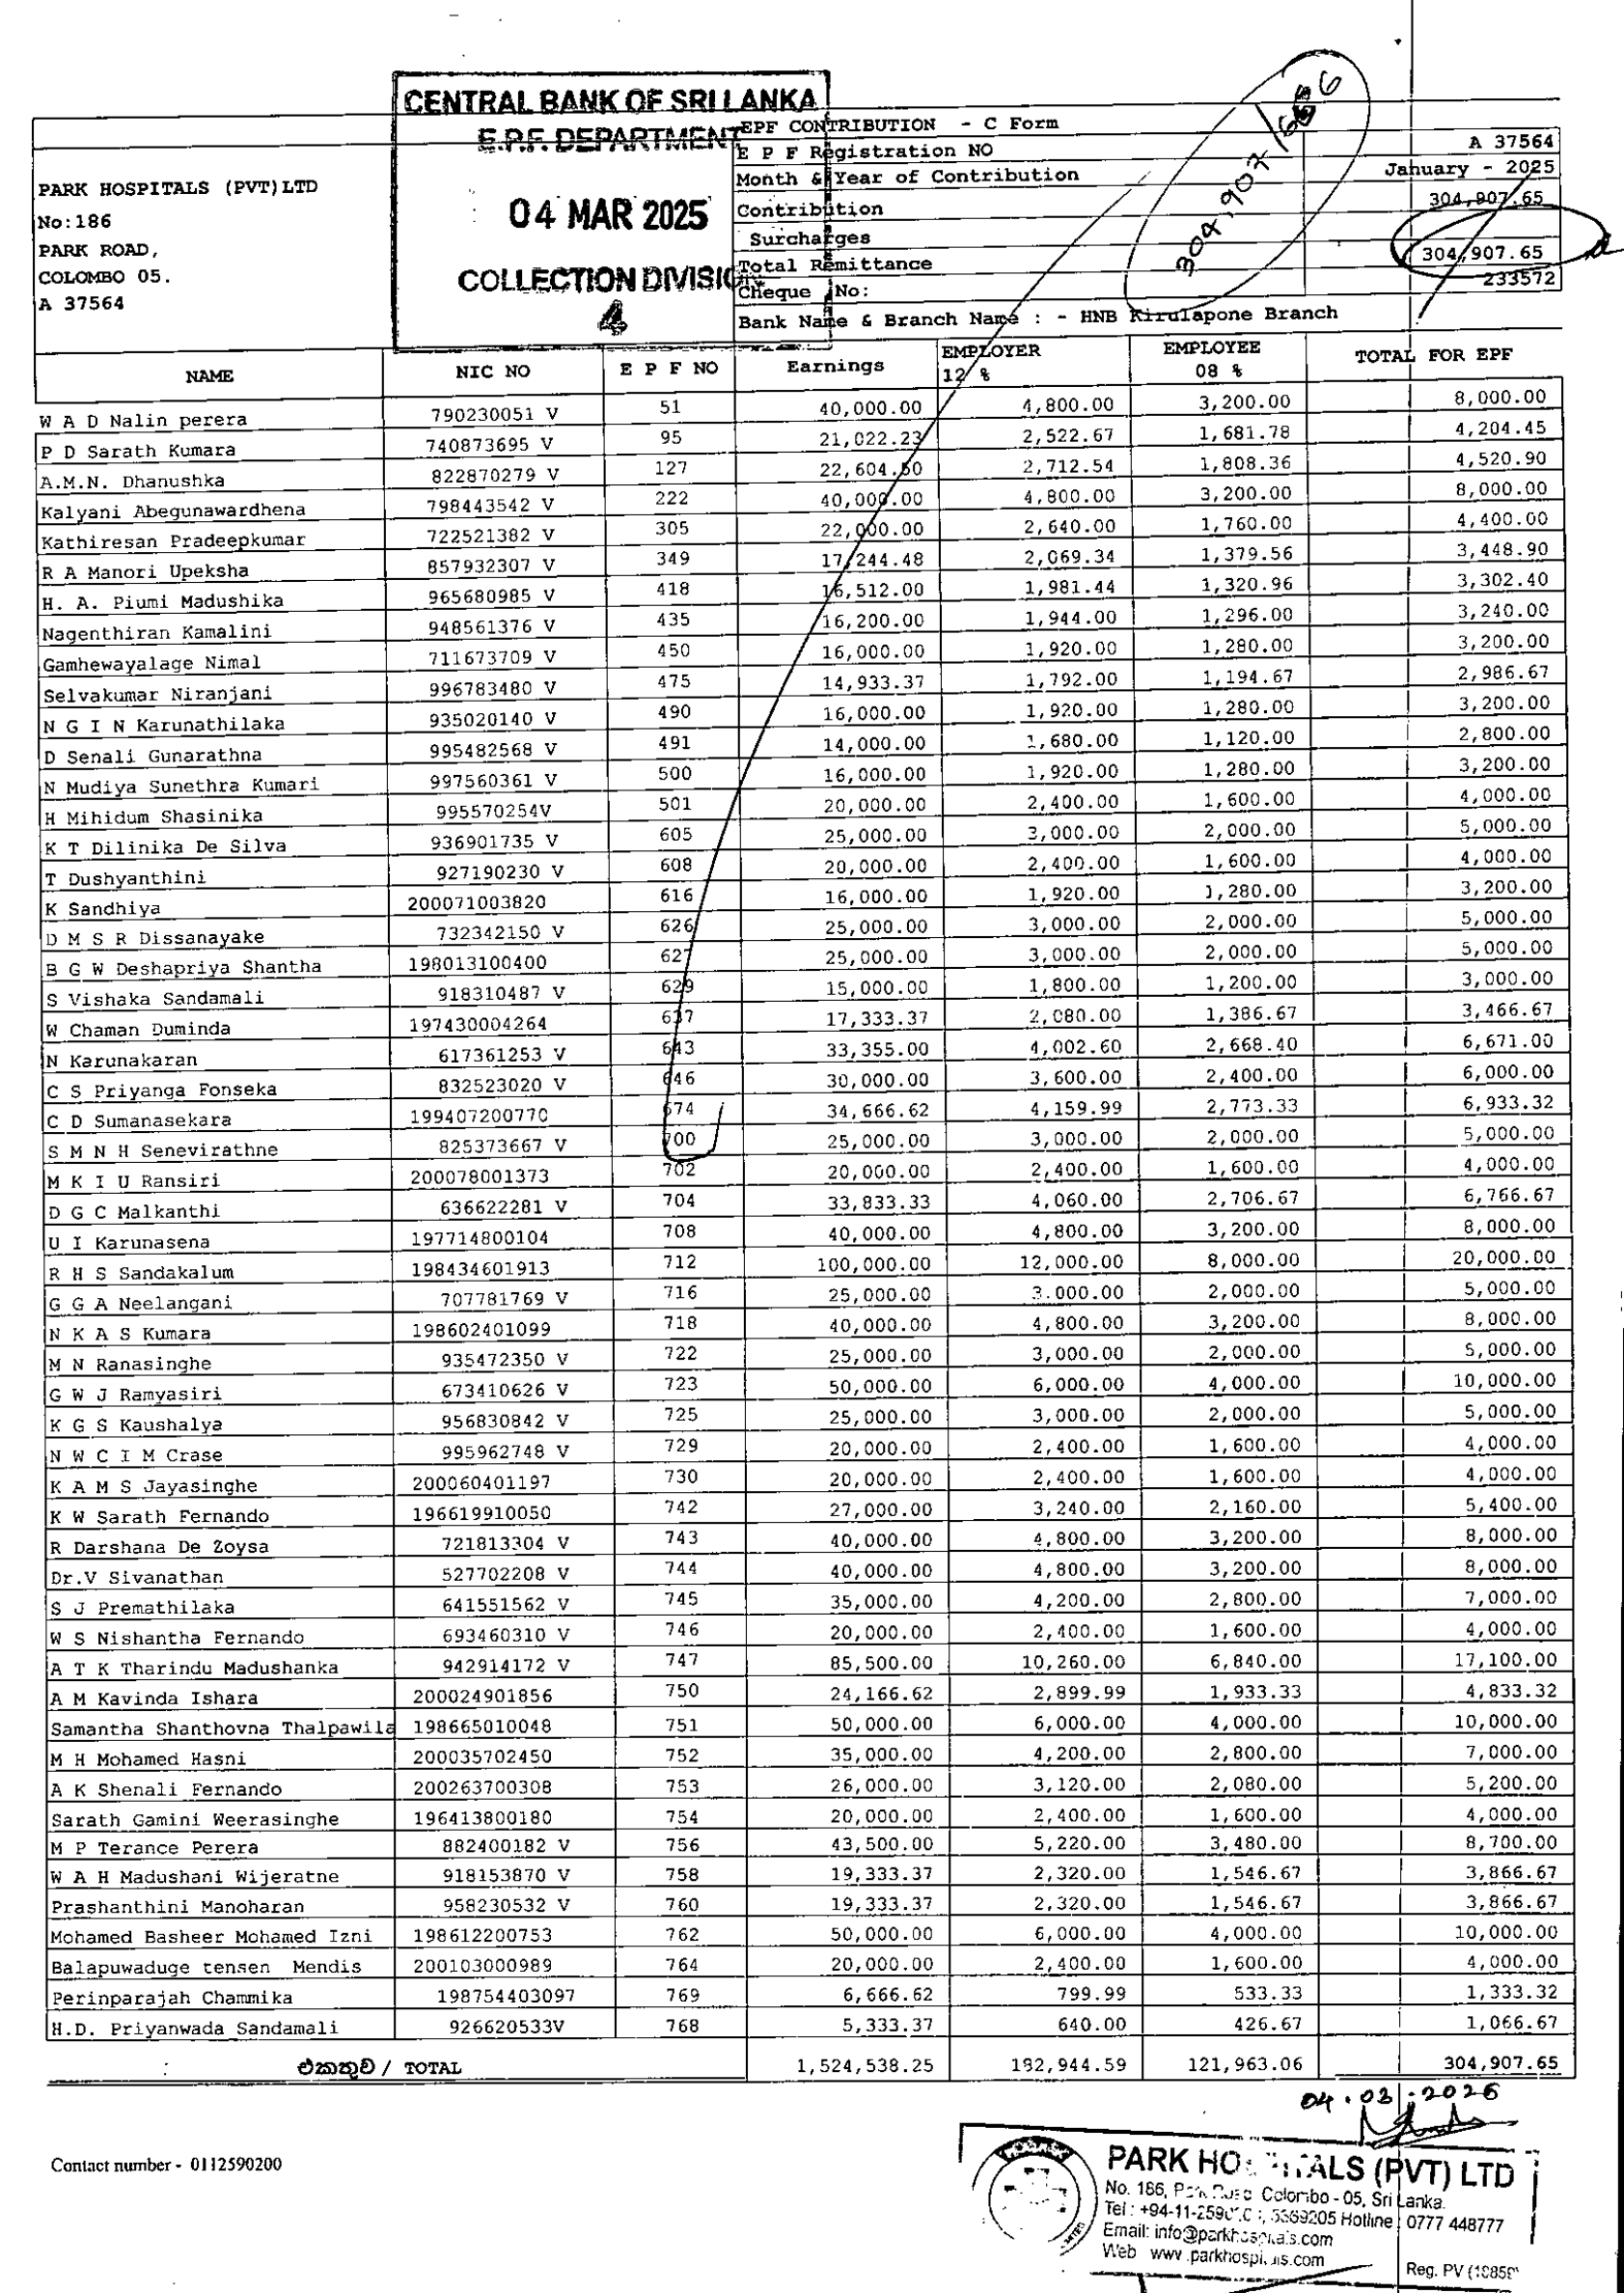 CENTRAL BANK OF SRI LANKA
E.P.F. DEPARTMENT
04 MAR 2025
COLLECTION DIVISION
4
PARK HOSPITALS (PVT)LTD
No:186
PARK ROAD,
COLOMBO 05.
A 37564
EPF CONTRIBUTION - C Form
E P F Registration NO A 37564
Month & Year of Contribution January - 2025
Contribution 304,907.65
Surcharges
Total Remittance 304,907.65
Cheque No: 233572
Bank Name & Branch Name : - HNB Kirulapone Branch
NAME NIC NO E P F NO Earnings EMPLOYER 12 % EMPLOYEE 08 % TOTAL FOR EPF
W A D Nalin perera 790230051 V 51 40,000.00 4,800.00 3,200.00 8,000.00
P D Sarath Kumara 740873695 V 95 21,022.23 2,522.67 1,681.78 4,204.45
A.M.N. Dhanushka 822870279 V 127 22,604.50 2,712.54 1,808.36 4,520.90
Kalyani Abegunawardhena 798443542 V 222 40,000.00 4,800.00 3,200.00 8,000.00
Kathiresan Pradeepkumar 722521382 V 305 22,000.00 2,640.00 1,760.00 4,400.00
R A Manori Upeksha 857932307 V 349 17,244.48 2,069.34 1,379.56 3,448.90
H. A. Piumi Madushika 965680985 V 418 16,512.00 1,981.44 1,320.96 3,302.40
Nagenthiran Kamalini 948561376 V 435 16,200.00 1,944.00 1,296.00 3,240.00
Gamhewayalage Nimal 711673709 V 450 16,000.00 1,920.00 1,280.00 3,200.00
Selvakumar Niranjani 996783480 V 475 14,933.37 1,792.00 1,194.67 2,986.67
N G I N Karunathilaka 935020140 V 490 16,000.00 1,920.00 1,280.00 3,200.00
D Senali Gunarathna 995482568 V 491 14,000.00 1,680.00 1,120.00 2,800.00
N Mudiya Sunethra Kumari 997560361 V 500 16,000.00 1,920.00 1,280.00 3,200.00
H Mihidum Shasinika 995570254V 501 20,000.00 2,400.00 1,600.00 4,000.00
K T Dilinika De Silva 936901735 V 605 25,000.00 3,000.00 2,000.00 5,000.00
T Dushyanthini 927190230 V 608 20,000.00 2,400.00 1,600.00 4,000.00
K Sandhiya 200071003820 616 16,000.00 1,920.00 1,280.00 3,200.00
D M S R Dissanayake 732342150 V 626 25,000.00 3,000.00 2,000.00 5,000.00
B G W Deshapriya Shantha 198013100400 627 25,000.00 3,000.00 2,000.00 5,000.00
S Vishaka Sandamali 918310487 V 629 15,000.00 1,800.00 1,200.00 3,000.00
W Chaman Duminda 197430004264 637 17,333.37 2,080.00 1,386.67 3,466.67
N Karunakaran 617361253 V 643 33,355.00 4,002.60 2,668.40 6,671.00
C S Priyanga Fonseka 832523020 V 646 30,000.00 3,600.00 2,400.00 6,000.00
C D Sumanasekara 199407200770 674 34,666.62 4,159.99 2,773.33 6,933.32
S M N H Senevirathne 825373667 V 700 25,000.00 3,000.00 2,000.00 5,000.00
M K I U Ransiri 200078001373 702 20,000.00 2,400.00 1,600.00 4,000.00
D G C Malkanthi 636622281 V 704 33,833.33 4,060.00 2,706.67 6,766.67
U I Karunasena 197714800104 708 40,000.00 4,800.00 3,200.00 8,000.00
R H S Sandakalum 198434601913 712 100,000.00 12,000.00 8,000.00 20,000.00
G G A Neelangani 707781769 V 716 25,000.00 3,000.00 2,000.00 5,000.00
N K A S Kumara 198602401099 718 40,000.00 4,800.00 3,200.00 8,000.00
M N Ranasinghe 935472350 V 722 25,000.00 3,000.00 2,000.00 5,000.00
G W J Ramyasiri 673410626 V 723 50,000.00 6,000.00 4,000.00 10,000.00
K G S Kaushalya 956830842 V 725 25,000.00 3,000.00 2,000.00 5,000.00
N W C I M Crase 995962748 V 729 20,000.00 2,400.00 1,600.00 4,000.00
K A M S Jayasinghe 200060401197 730 20,000.00 2,400.00 1,600.00 4,000.00
K W Sarath Fernando 196619910050 742 27,000.00 3,240.00 2,160.00 5,400.00
R Darshana De Zoysa 721813304 V 743 40,000.00 4,800.00 3,200.00 8,000.00
Dr.V Sivanathan 527702208 V 744 40,000.00 4,800.00 3,200.00 8,000.00
S J Premathilaka 641551562 V 745 35,000.00 4,200.00 2,800.00 7,000.00
W S Nishantha Fernando 693460310 V 746 20,000.00 2,400.00 1,600.00 4,000.00
A T K Tharindu Madushanka 942914172 V 747 85,500.00 10,260.00 6,840.00 17,100.00
A M Kavinda Ishara 200024901856 750 24,166.62 2,899.99 1,933.33 4,833.32
Samantha Shanthovna Thalpawila 198665010048 751 50,000.00 6,000.00 4,000.00 10,000.00
M H Mohamed Hasni 200035702450 752 35,000.00 4,200.00 2,800.00 7,000.00
A K Shenali Fernando 200263700308 753 26,000.00 3,120.00 2,080.00 5,200.00
Sarath Gamini Weerasinghe 196413800180 754 20,000.00 2,400.00 1,600.00 4,000.00
M P Terance Perera 882400182 V 756 43,500.00 5,220.00 3,480.00 8,700.00
W A H Madushani Wijeratne 918153870 V 758 19,333.37 2,320.00 1,546.67 3,866.67
Prashanthini Manoharan 958230532 V 760 19,333.37 2,320.00 1,546.67 3,866.67
Mohamed Basheer Mohamed Izni 198612200753 762 50,000.00 6,000.00 4,000.00 10,000.00
Balapuwaduge tensen Mendis 200103000989 764 20,000.00 2,400.00 1,600.00 4,000.00
Perinparajah Chammika 198754403097 769 6,666.62 799.99 533.33 1,333.32
H.D. Priyanwada Sandamali 926620533V 768 5,333.37 640.00 426.67 1,066.67
එකතුව / TOTAL 1,524,538.25 182,944.59 121,963.06 304,907.65
Contact number - 0112590200
PARK HOSPITALS (PVT) LTD
No. 186, Park Road Colombo - 05, Sri Lanka.
Tel : +94-11-2590 5369205 Hotline 0777 448777
Email: info@parkhospitals.com
Web www.parkhospitals.com
Reg. PV